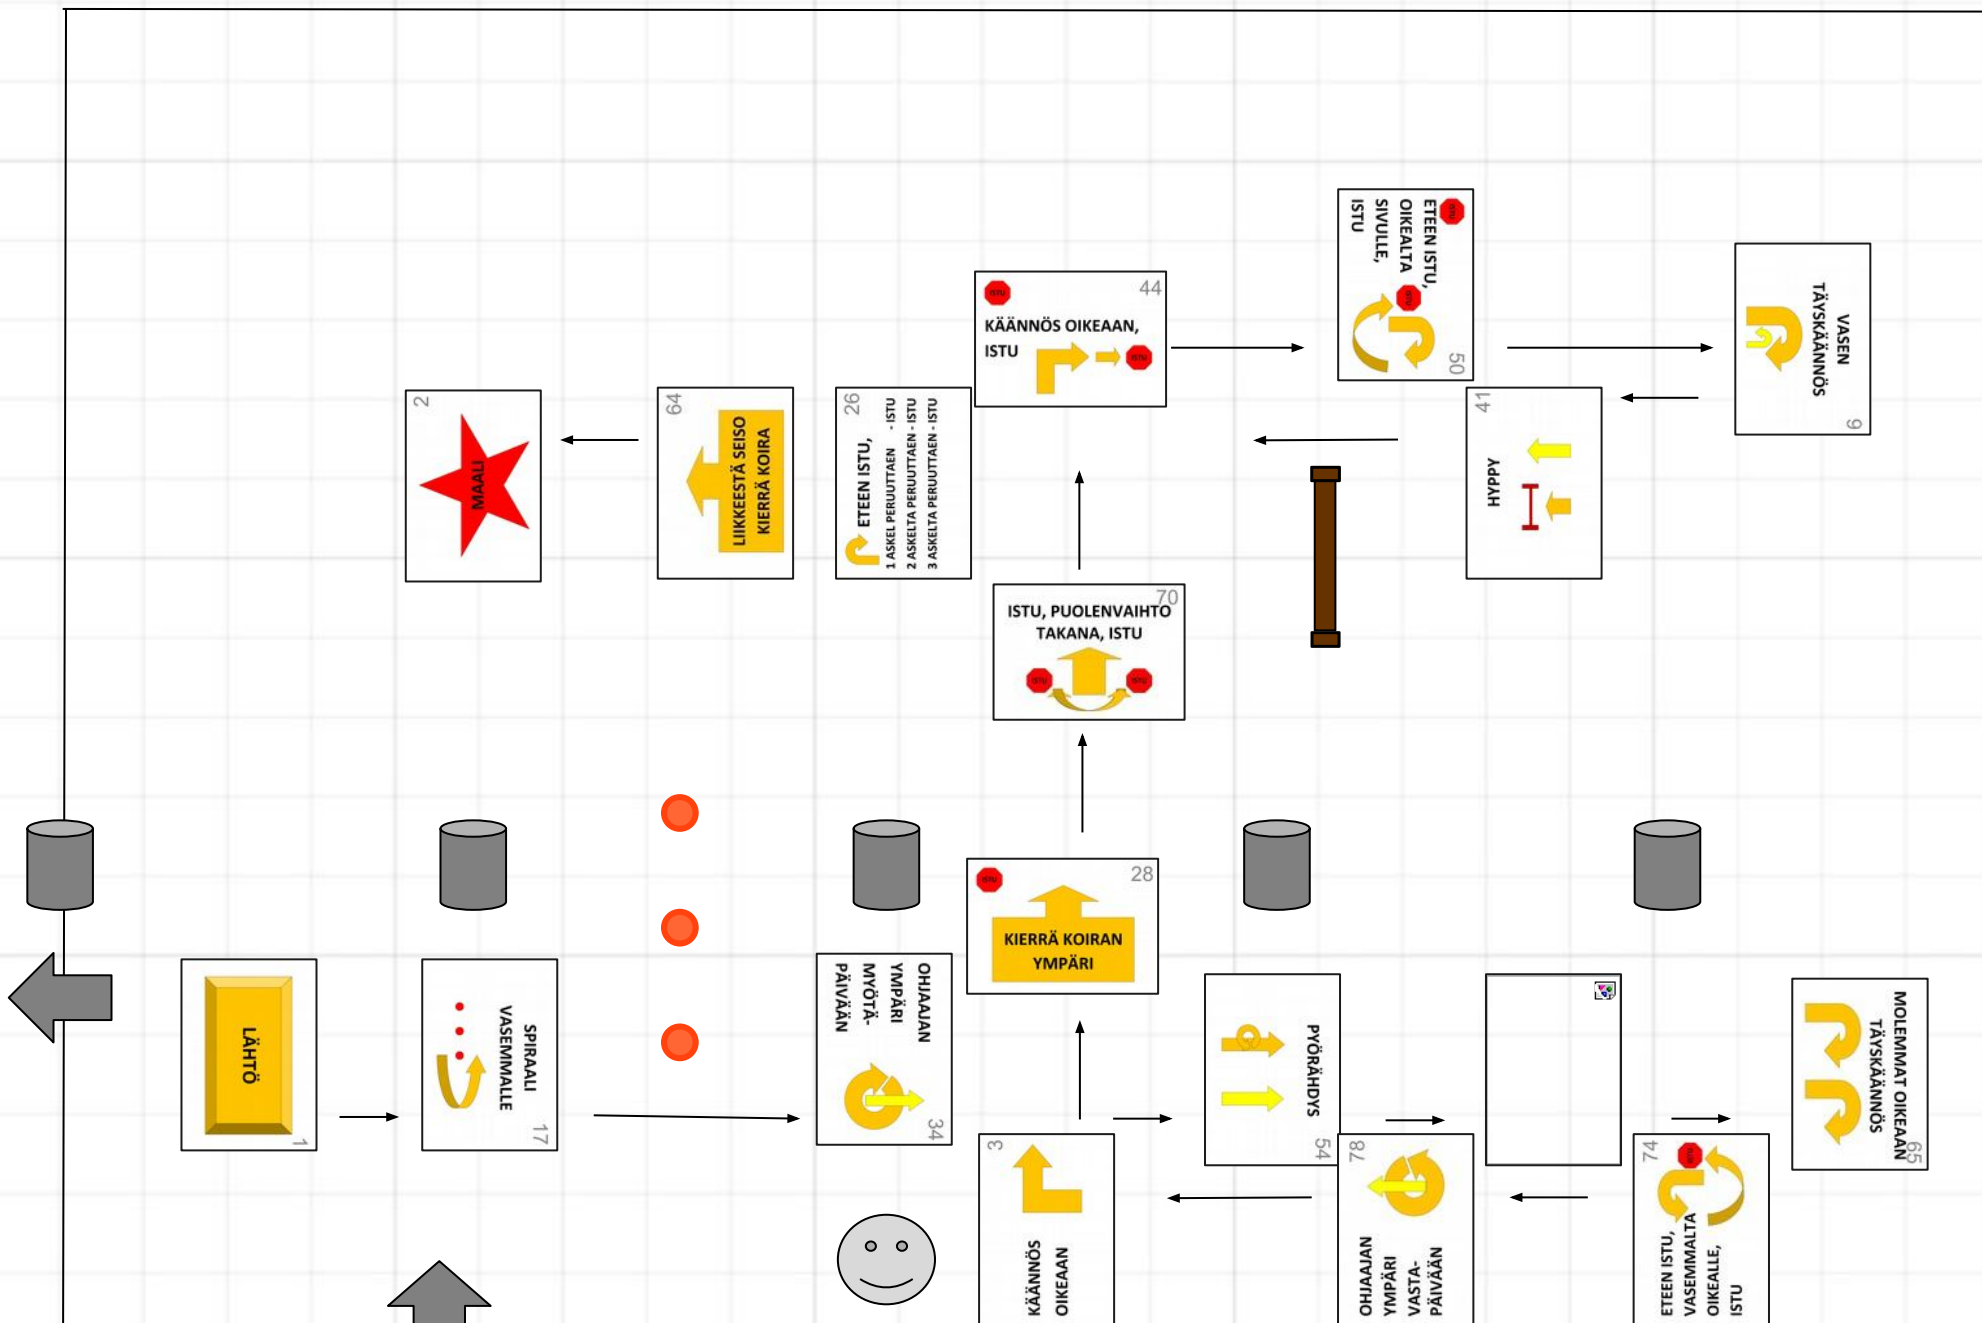 ETEEN ISTU,
OIKEALTA
SIVULLE,
ISTU
ISTU
ISTU
50
VASEN
TÄYSKÄÄNNÖS
9
44
ISTU
KÄÄNNÖS OIKEAAN,
ISTU
ISTU
2
MAALI
64
LIIKKEESTÄ SEISO
KIERRÄ KOIRA
26
ETEEN ISTU,
1 ASKEL PERUUTTAEN - ISTU
2 ASKELTA PERUUTTAEN - ISTU
3 ASKELTA PERUUTTAEN - ISTU
41
HYPPY
70
ISTU, PUOLENVAIHTO
TAKANA, ISTU
ISTU
ISTU
28
ISTU
KIERRÄ KOIRAN
YMPÄRI
LÄHTÖ
1
SPIRAALI
VASEMMALLE
17
OHJAAJAN
YMPÄRI
MYÖTÄ-
PÄIVÄÄN
34
PYÖRÄHDYS
54
MOLEMMAT OIKEAAN
TÄYSKÄÄNNÖS
65
3
KÄÄNNÖS
OIKEAAN
78
OHJAAJAN
YMPÄRI
VASTA-
PÄIVÄÄN
74
ISTU
ETEEN ISTU,
VASEMMALTA
OIKEALLE,
ISTU